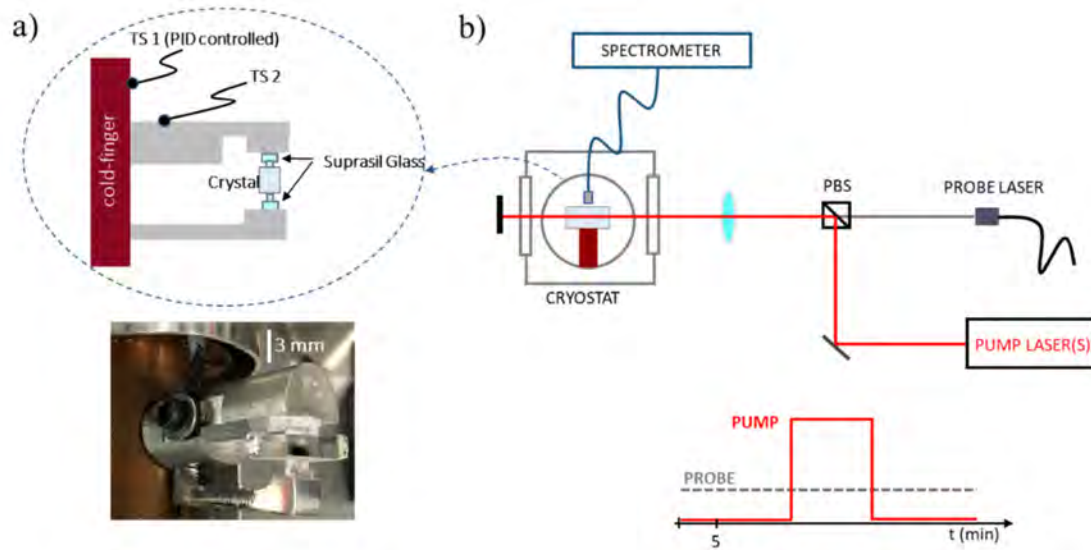 a)
TS 1 (PID controlled)
TS 2
cold-finger
Suprasil Glass
Crystal
3 mm
b)
SPECTROMETER
PBS
PROBE LASER
CRYOSTAT
PUMP LASER(S)
PUMP
PROBE
5
t (min)